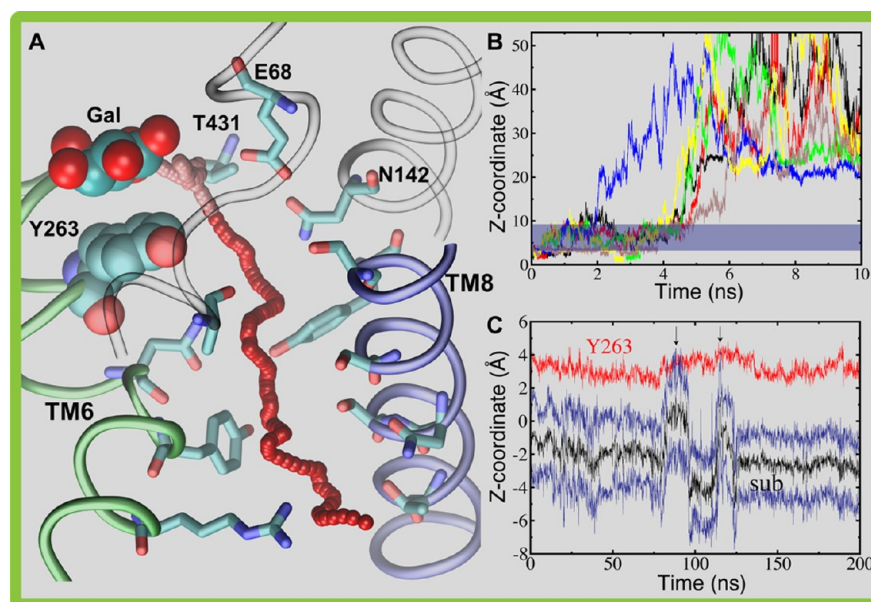 A
E68
Gal
T431
N142
Y263
TM8
TM6
B
Z-coordinate (Å)
50
40
30
20
10
0
0 2 4 6 8 10
Time (ns)
C
Z-coordinate (Å)
6
4
2
0
-2
-4
-6
-8
Y263
sub
0 50 100 150 200
Time (ns)